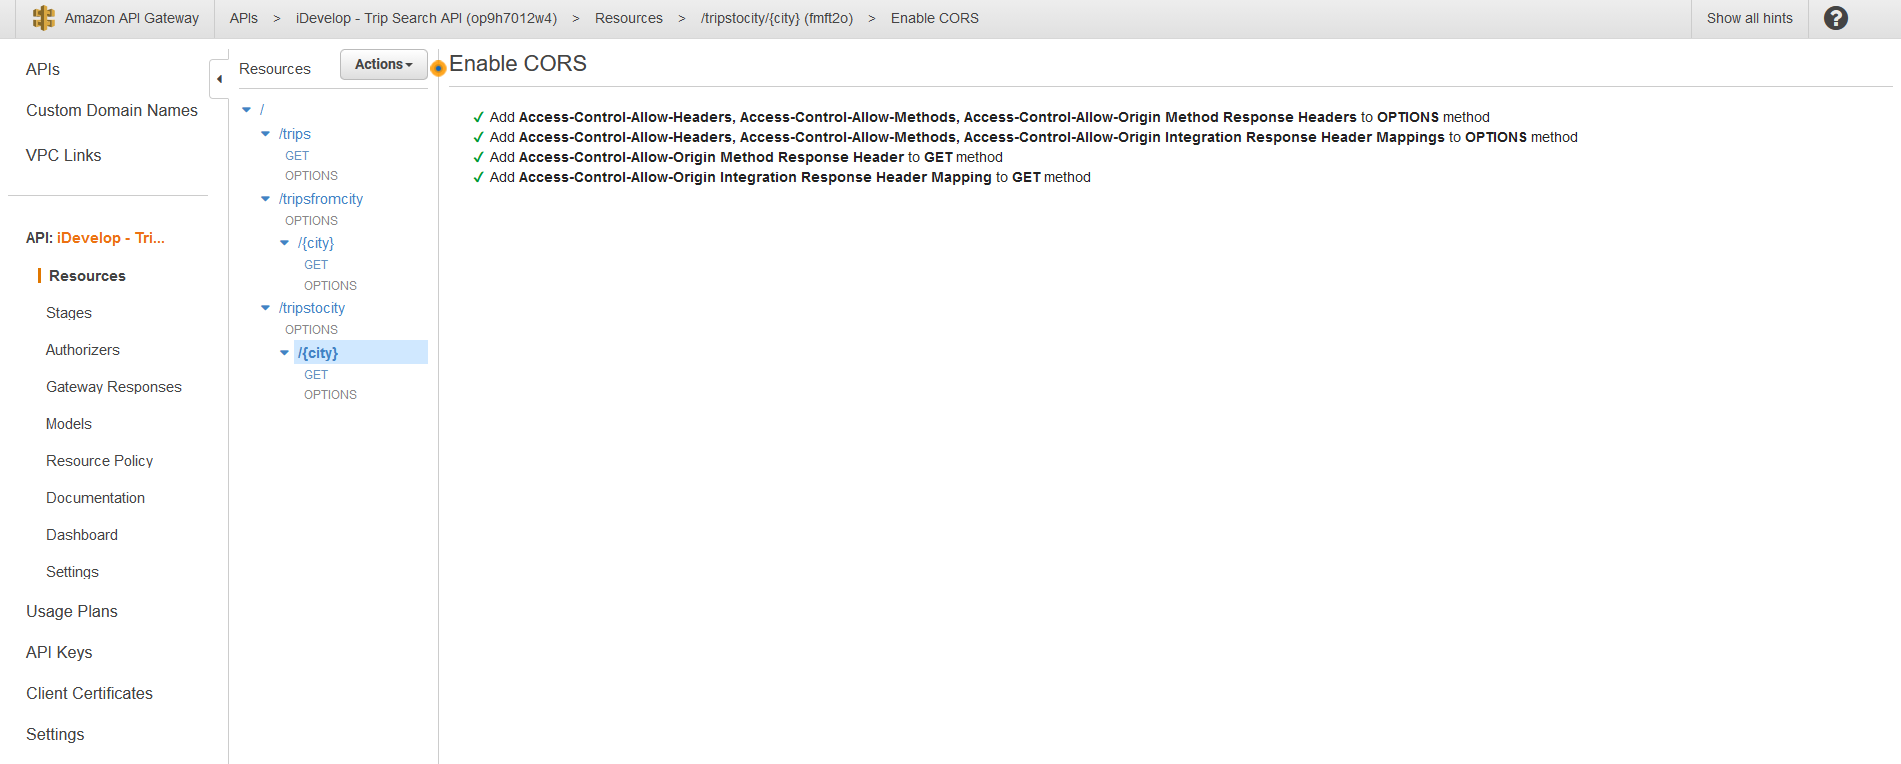 Amazon API Gateway
APIs > iDevelop - Trip Search API (op9h7012w4) > Resources > /tripstocity/{city} (fmft2o) > Enable CORS
Show all hints
?
APIs
Custom Domain Names
VPC Links
API: iDevelop - Tri...
Resources
Stages
Authorizers
Gateway Responses
Models
Resource Policy
Documentation
Dashboard
Settings
Usage Plans
API Keys
Client Certificates
Settings
Resources
Actions
/
/trips
GET
OPTIONS
/tripsfromcity
OPTIONS
/{city}
GET
OPTIONS
/tripstocity
OPTIONS
/{city}
GET
OPTIONS
Enable CORS
✓ Add Access-Control-Allow-Headers, Access-Control-Allow-Methods, Access-Control-Allow-Origin Method Response Headers to OPTIONS method
✓ Add Access-Control-Allow-Headers, Access-Control-Allow-Methods, Access-Control-Allow-Origin Integration Response Header Mappings to OPTIONS method
✓ Add Access-Control-Allow-Origin Method Response Header to GET method
✓ Add Access-Control-Allow-Origin Integration Response Header Mapping to GET method